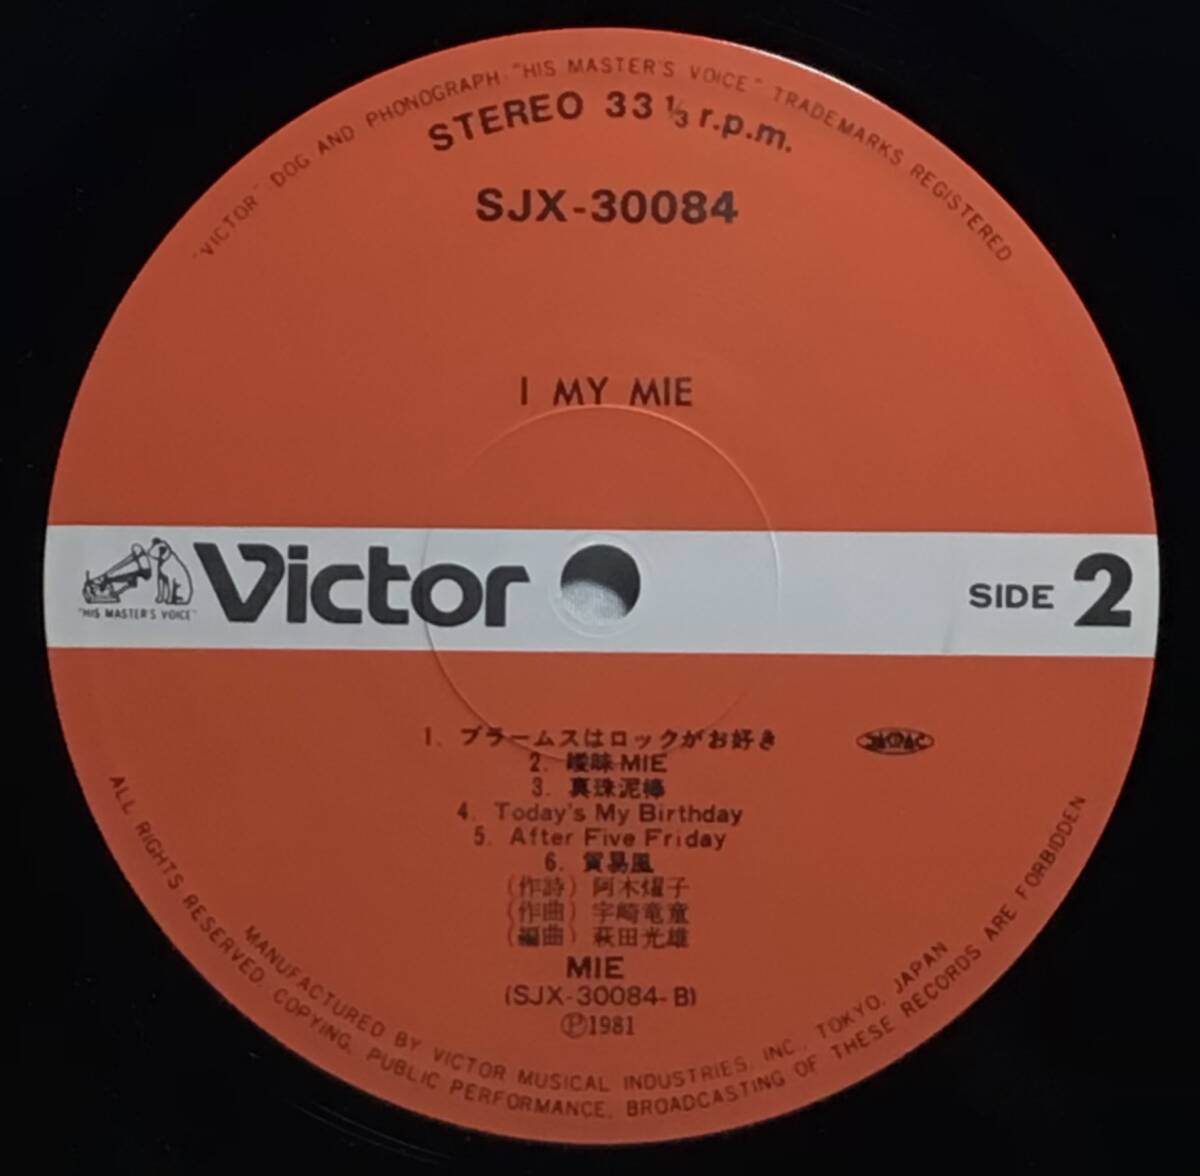 "VICTOR" DOG AND PHONOGRAPH "HIS MASTER'S VOICE" TRADEMARKS REGISTERED
STEREO 33 1/3 r.p.m.
SJX-30084
I MY MIE
"HIS MASTER'S VOICE"
Victor
SIDE 2
1. ブラームスはロックがお好き
JASRAC
2. 曖昧MIE
3. 真珠泥棒
4. Today's My Birthday
5. After Five Friday
6. 貿易風
(作詩) 阿木燿子
(作曲) 宇崎竜童
(編曲) 萩田光雄
MIE
(SJX-30084-B)
Ⓟ1981
MANUFACTURED BY VICTOR MUSICAL INDUSTRIES, INC., TOKYO, JAPAN
ALL RIGHTS RESERVED. COPYING, PUBLIC PERFORMANCE, BROADCASTING OF THESE RECORDS ARE FORBIDDEN